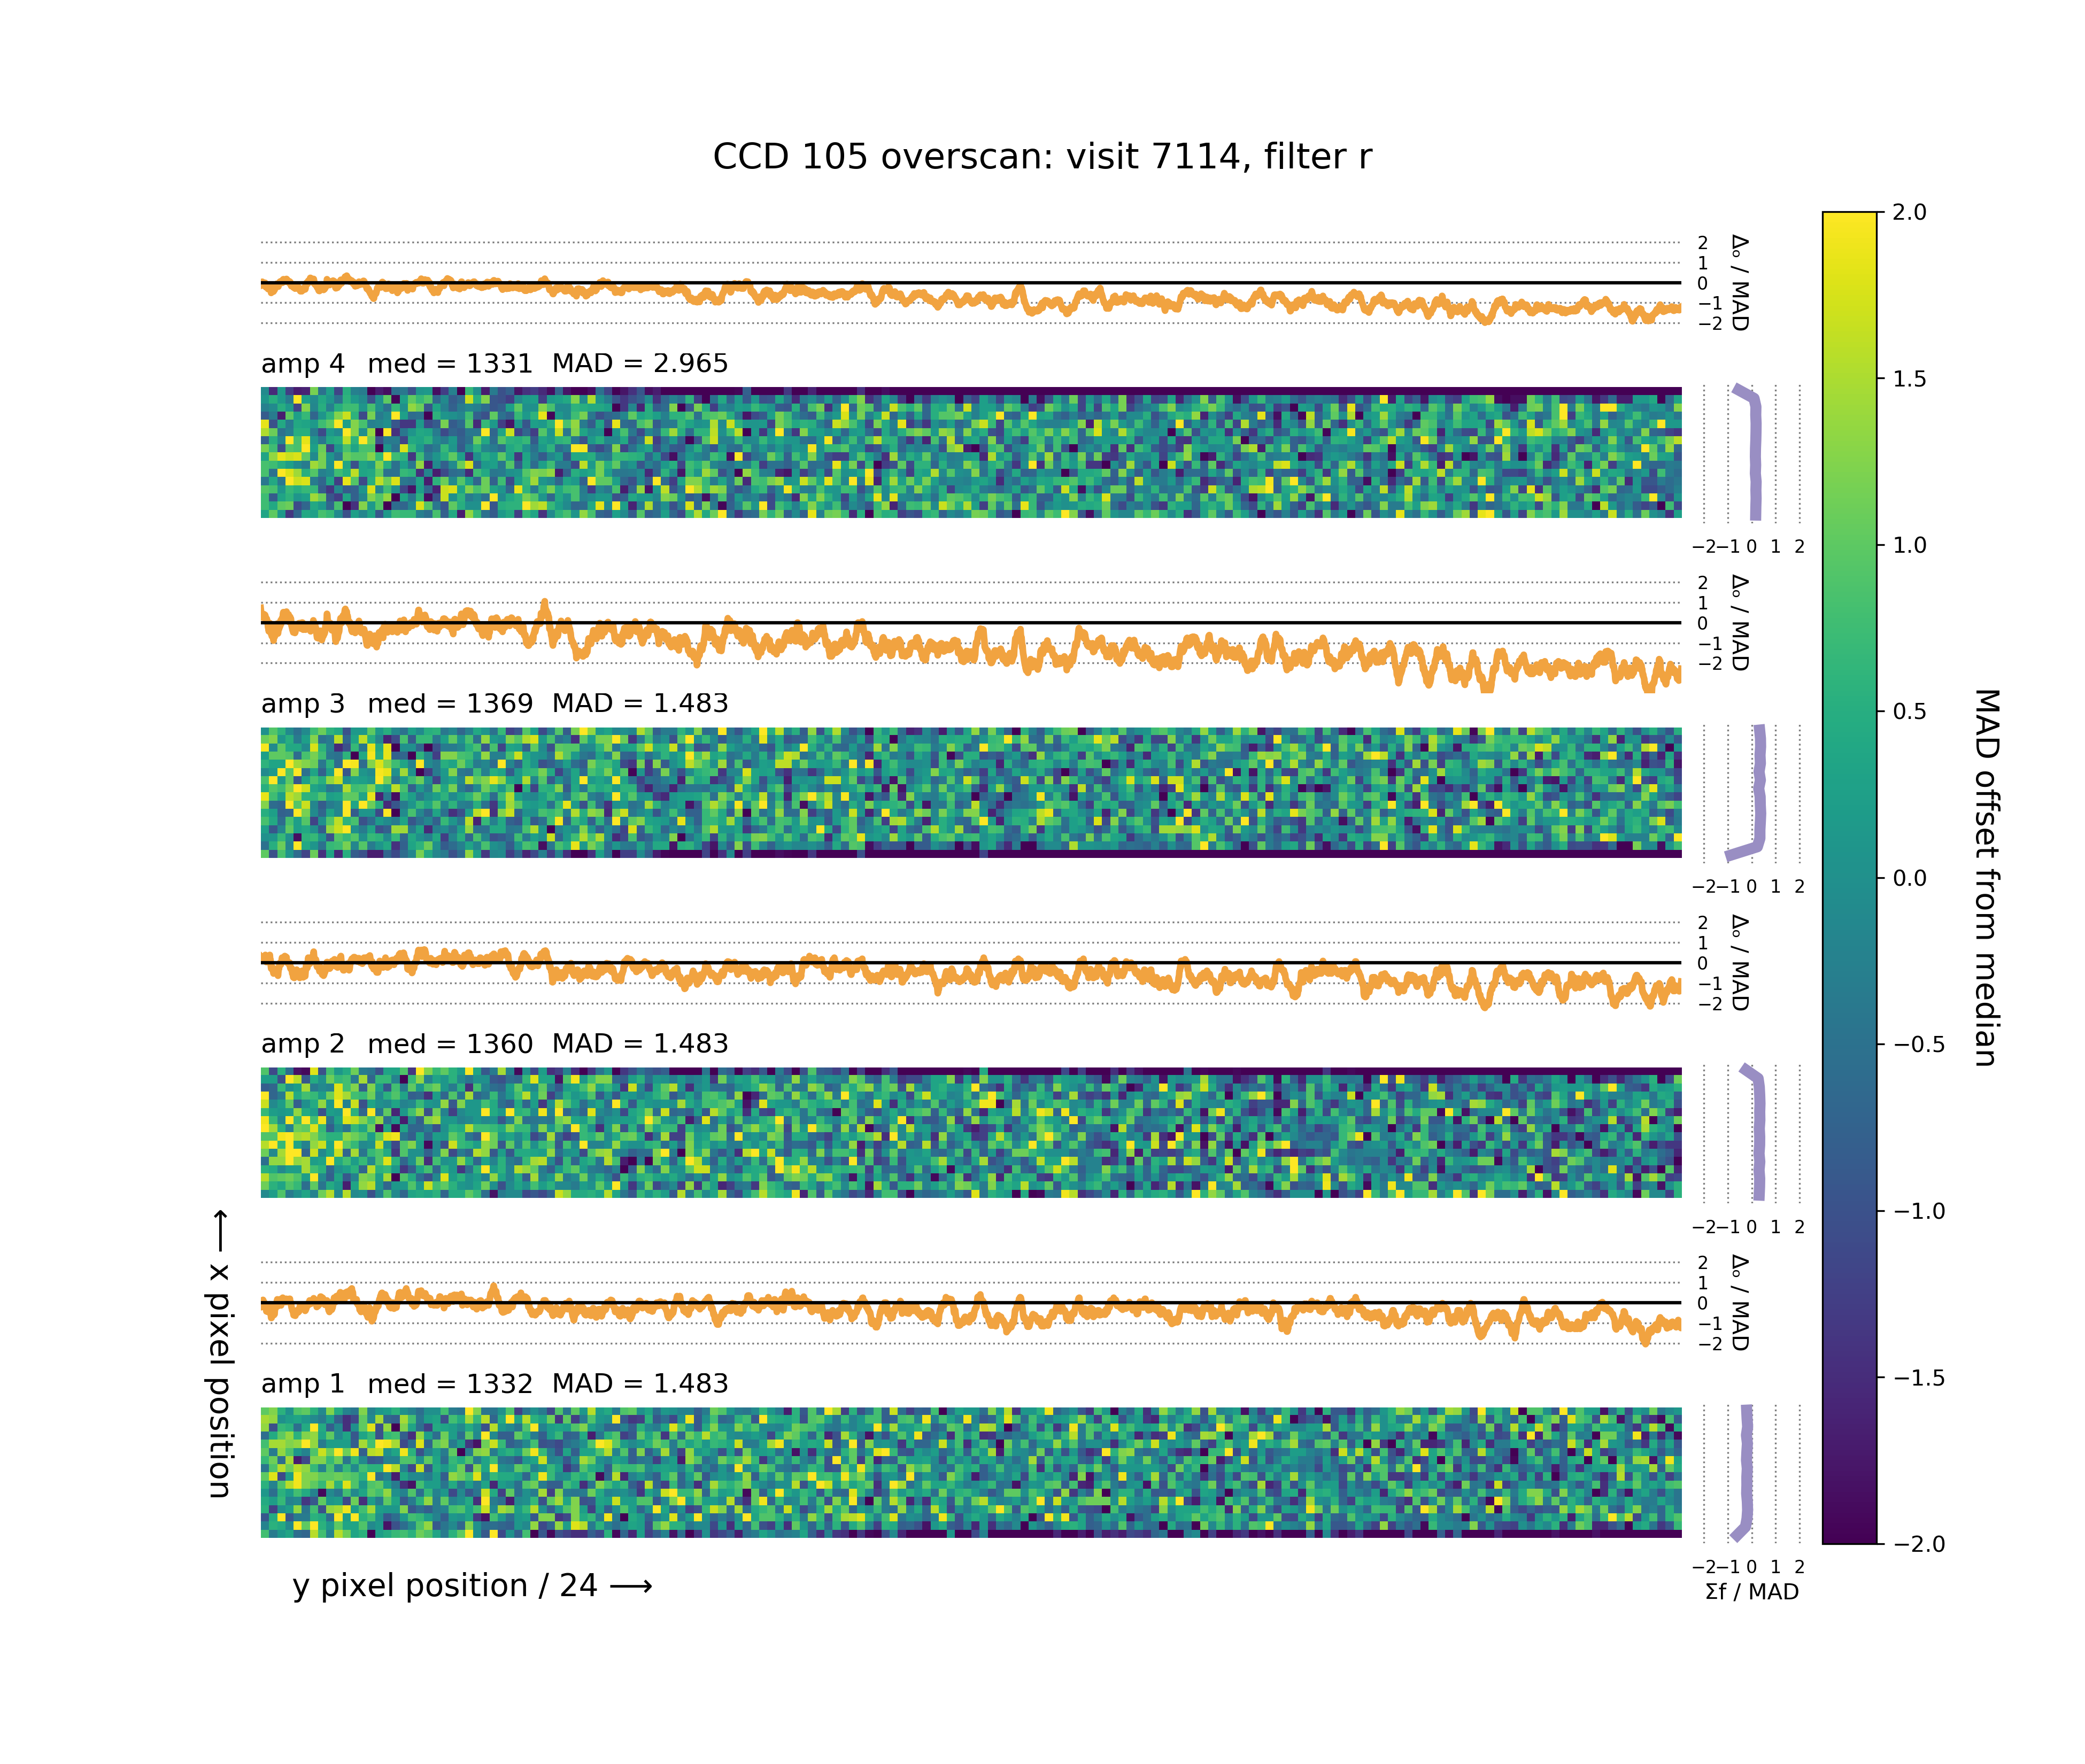 CCD 105 overscan: visit 7114, filter r
2
1
0
−1
−2
Δₒ / MAD
amp 4 med = 1331 MAD = 2.965
−2 −1 0 1 2
2
1
0
−1
−2
Δₒ / MAD
amp 3 med = 1369 MAD = 1.483
−2 −1 0 1 2
2
1
0
−1
−2
Δₒ / MAD
amp 2 med = 1360 MAD = 1.483
−2 −1 0 1 2
2
1
0
−1
−2
Δₒ / MAD
amp 1 med = 1332 MAD = 1.483
−2 −1 0 1 2
Σf / MAD
⟵ x pixel position
y pixel position / 24 ⟶
2.0
1.5
1.0
0.5
0.0
−0.5
−1.0
−1.5
−2.0
MAD offset from median